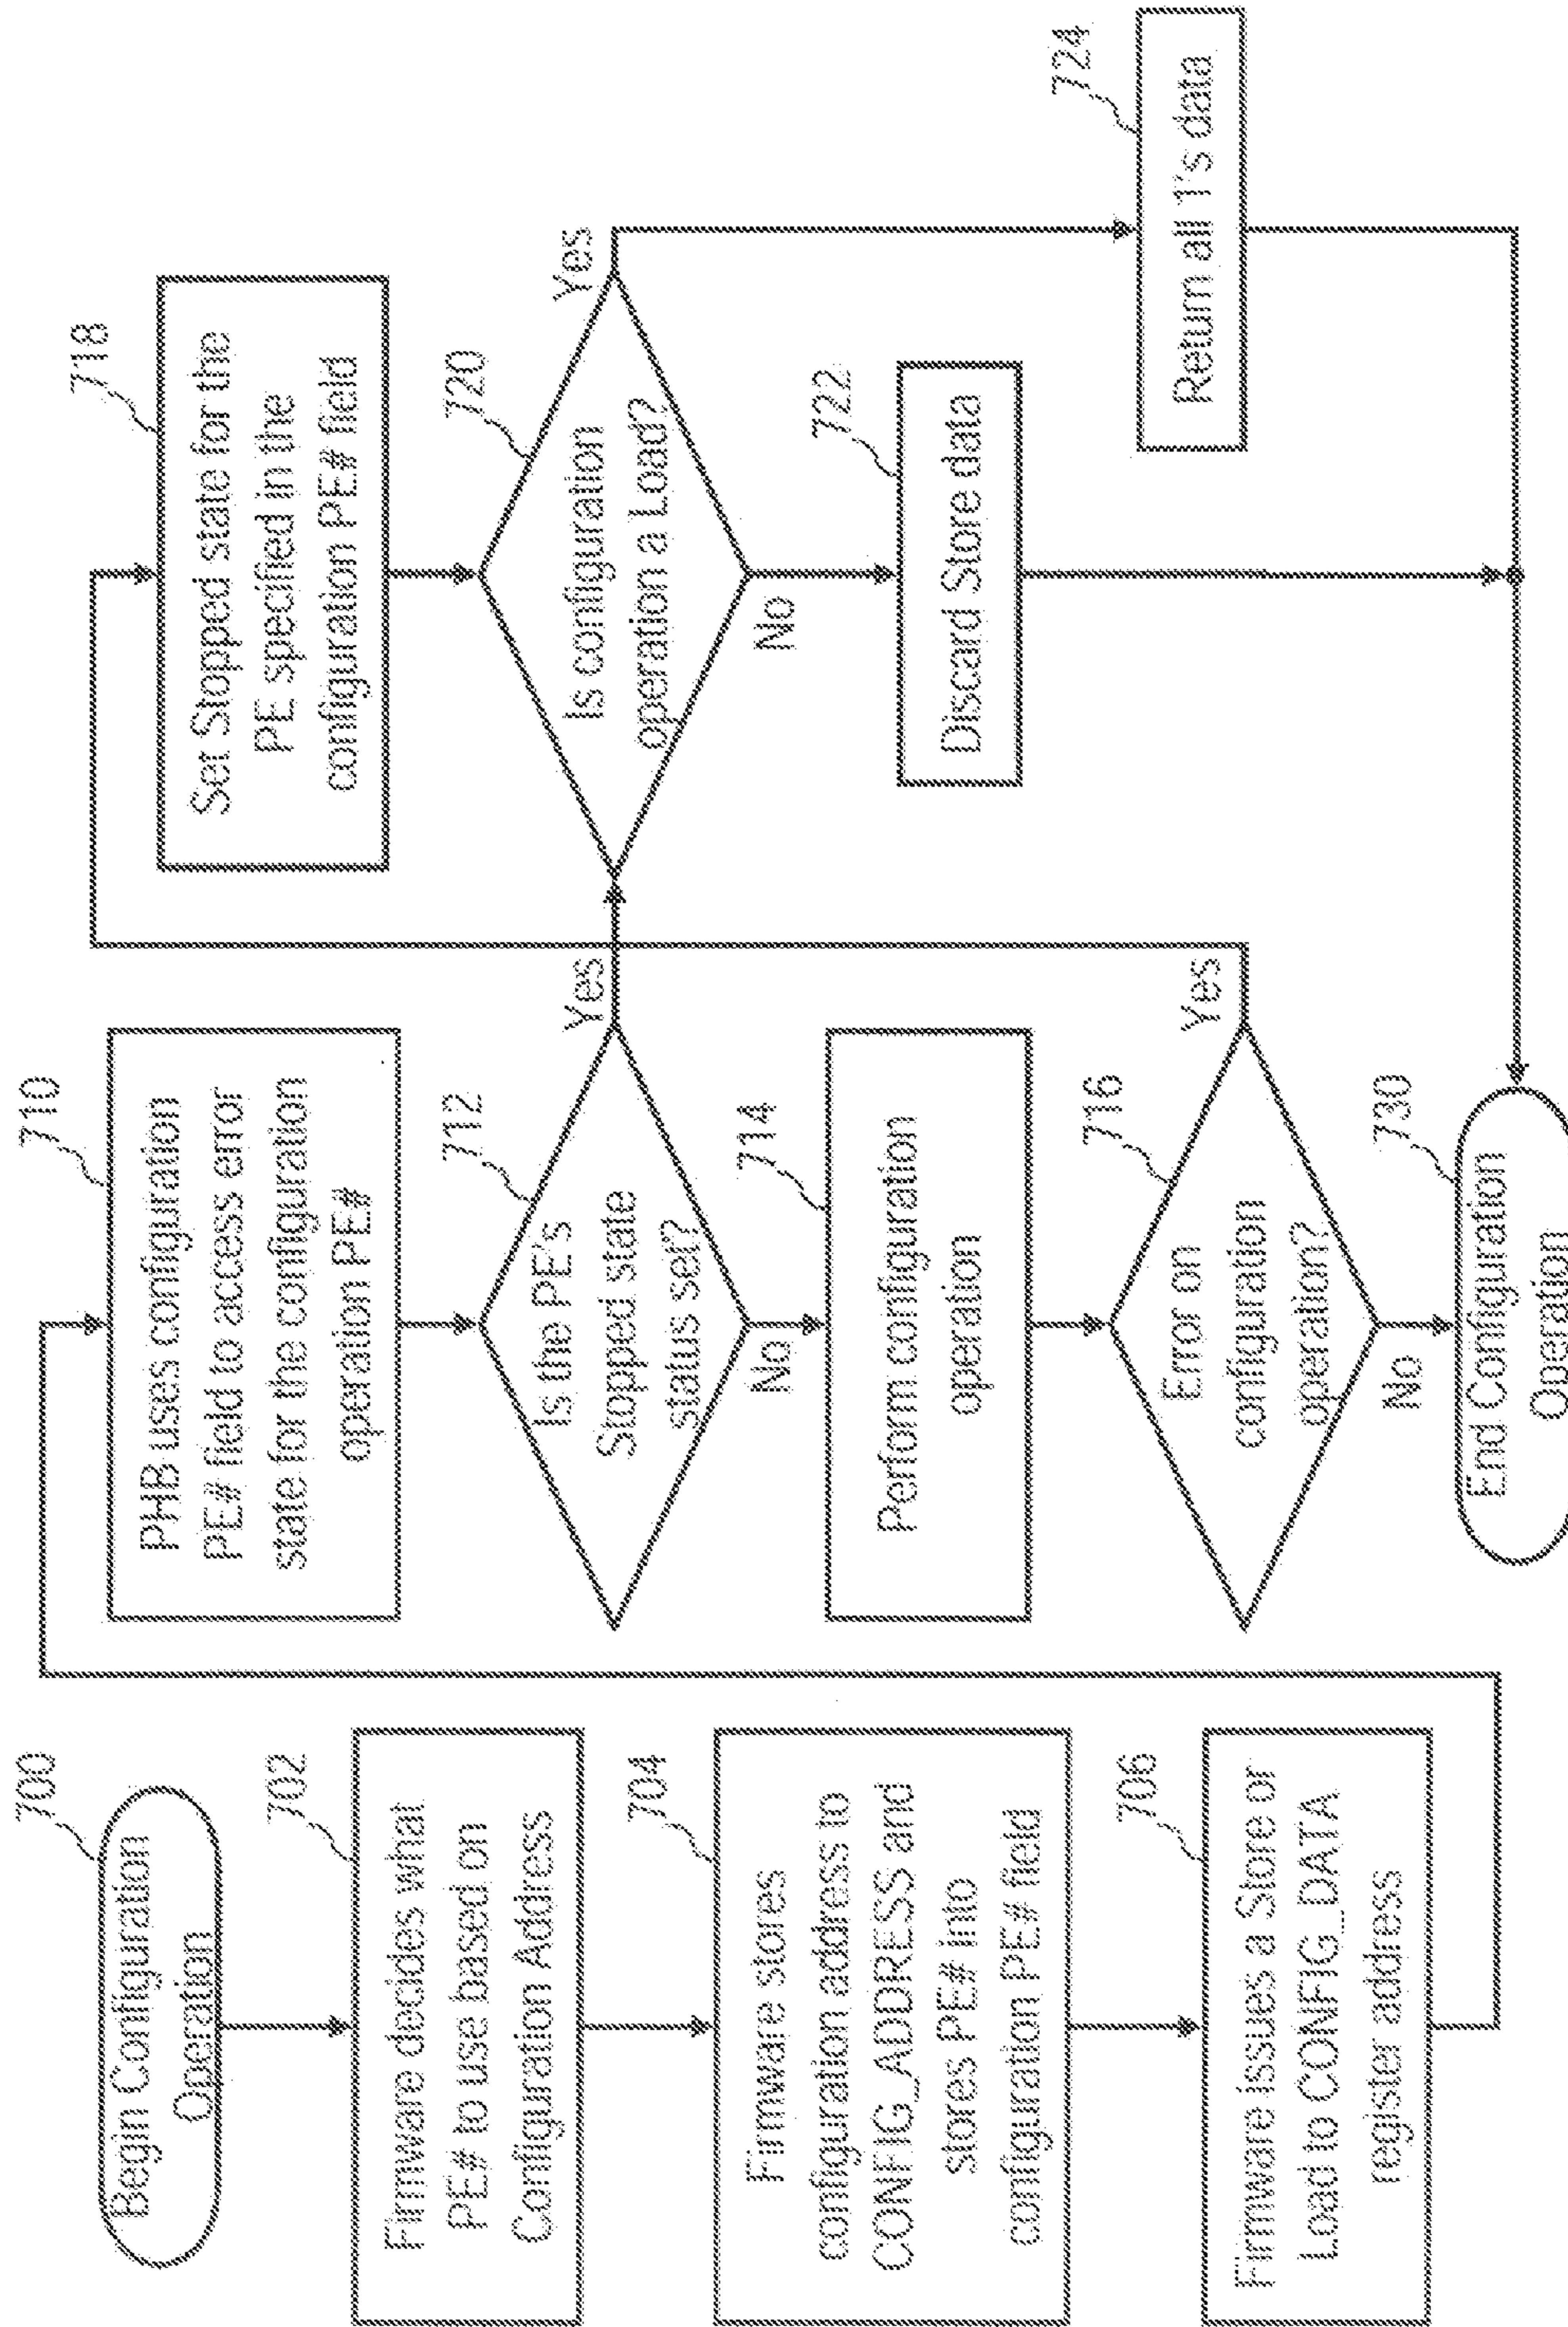 700
Begin Configuration
Operation
702
Firmware decides what
PE# to use based on
Configuration Address
704
Firmware stores
configuration address to
CONFIG_ADDRESS and
stores PE# into
configuration PE# field
706
Firmware issues a Store or
Load to CONFIG_DATA
register address
710
PHB uses configuration
PE# field to access error
state for the configuration
operation PE#
712
Is the PE's
Stopped state
status set?
Yes
No
714
Perform configuration
operation
716
Error on
configuration
operation?
Yes
No
730
End Configuration
Operation
718
Set Stopped state for the
PE specified in the
configuration PE# field
720
Is configuration
operation a Load?
Yes
No
722
Discard Store data
724
Return all 1's data